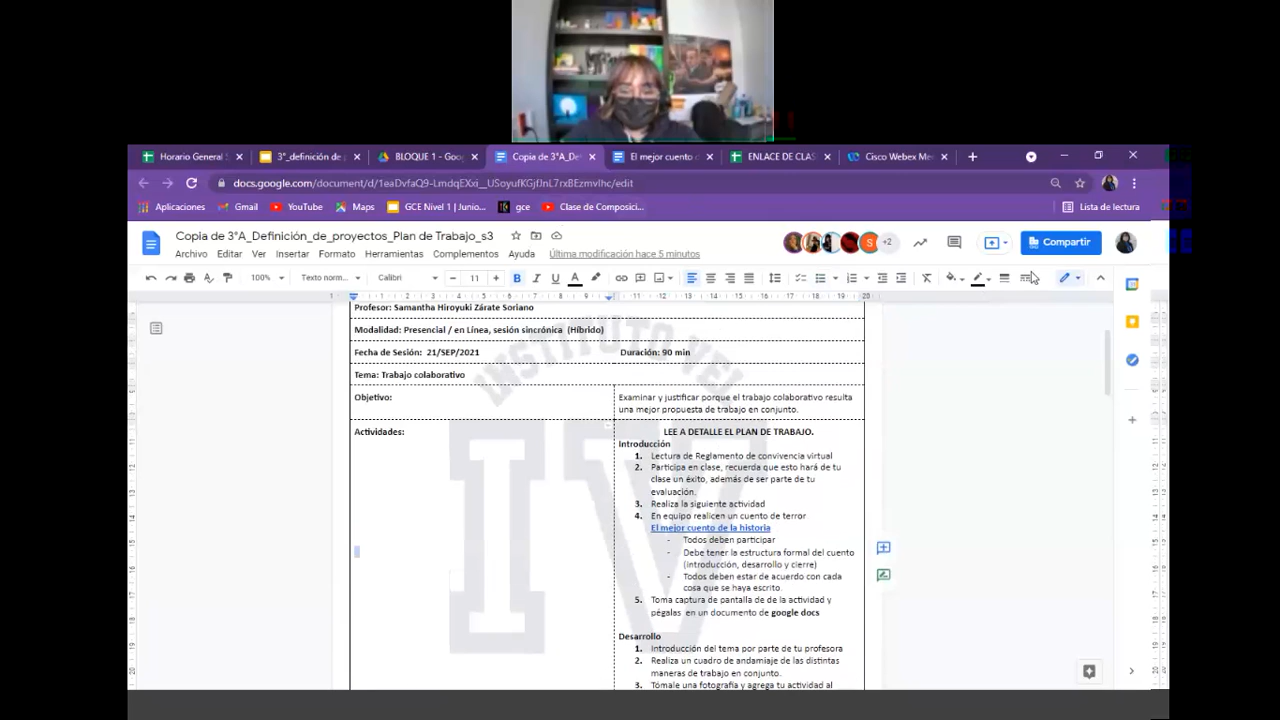 Horario General
3°_definición de
BLOQUE 1 - Goog
Copia de 3°A_De
El mejor cuento d
ENLACE DE CLAS
Cisco Webex Me
docs.google.com/document/d/1eaDvfaQ9-LmdqEXxi__USoyufKGjfJnL7rxBEzmvIhc/edit
Aplicaciones
Gmail
YouTube
Maps
GCE Nivel 1 | Junio...
gce
Clase de Composici...
Lista de lectura
Copia de 3°A_Definición_de_proyectos_Plan de Trabajo_s3
Archivo Editar Ver Insertar Formato Herramientas Complementos Ayuda
Última modificación hace 5 minutos
S
+2
Compartir
100%
Texto norm...
Calibri
11
Profesor: Samantha Hiroyuki Zárate Soriano
Modalidad: Presencial / en Línea, sesión sincrónica (Híbrido)
Fecha de Sesión: 21/SEP/2021
Duración: 90 min
Tema: Trabajo colaborativo
Objetivo:
Examinar y justificar porque el trabajo colaborativo resulta
una mejor propuesta de trabajo en conjunto.
Actividades:
LEE A DETALLE EL PLAN DE TRABAJO.
Introducción
1. Lectura de Reglamento de convivencia virtual
2. Participa en clase, recuerda que esto hará de tu
clase un éxito, además de ser parte de tu
evaluación.
3. Realiza la siguiente actividad
4. En equipo realicen un cuento de terror
El mejor cuento de la historia
- Todos deben participar
- Debe tener la estructura formal del cuento
(introducción, desarrollo y cierre)
- Todos deben estar de acuerdo con cada
cosa que se haya escrito
5. Toma captura de pantalla de de la actividad y
pégalas en un documento de google docs
Desarrollo
1. Introducción del tema por parte de tu profesora
2. Realiza un cuadro de andamiaje de las distintas
maneras de trabajo en conjunto.
3. Tómale una fotografía y agrega tu actividad al
INSTITUTO VEL
IV